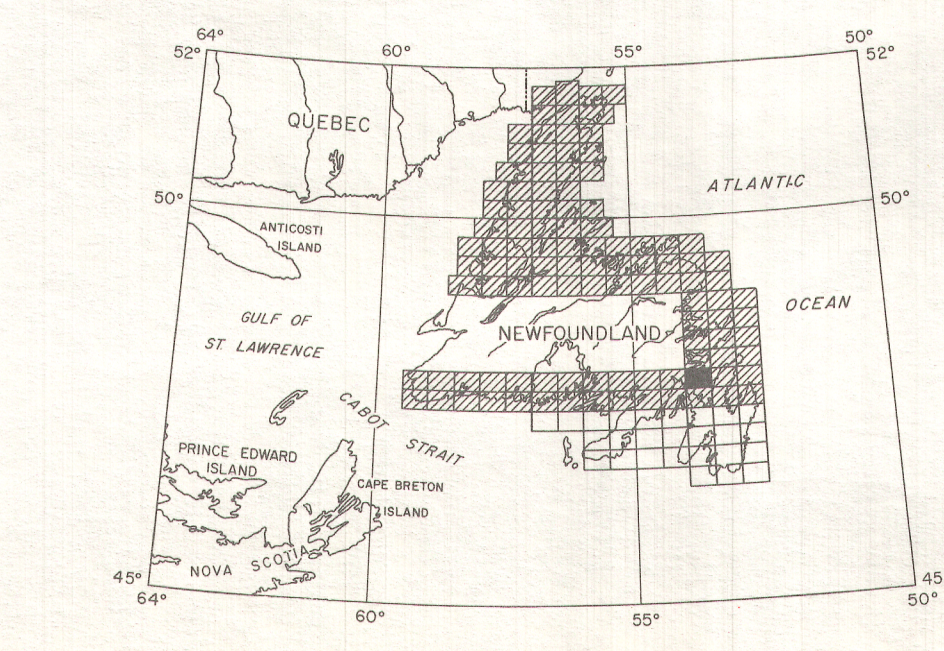 64°
60°
55°
50°
52°
52°
QUEBEC
ATLANTIC
50°
50°
ANTICOSTI
ISLAND
OCEAN
GULF OF
ST. LAWRENCE
NEWFOUNDLAND
CABOT
STRAIT
PRINCE EDWARD
ISLAND
CAPE BRETON
ISLAND
NOVA SCOTIA
45°
45
64°
60°
55°
50°